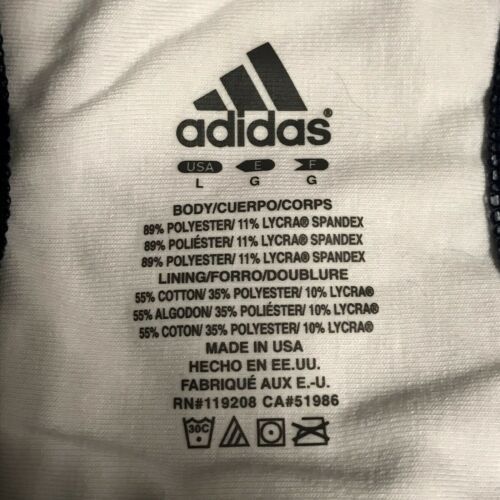 adidas®
USA E F
L G G
BODY/CUERPO/CORPS
89% POLYESTER/ 11% LYCRA® SPANDEX
89% POLIÉSTER/ 11% LYCRA® SPANDEX
89% POLYESTER/ 11% LYCRA® SPANDEX
LINING/FORRO/DOUBLURE
55% COTTON/ 35% POLYESTER/ 10% LYCRA®
55% ALGODON/ 35% POLIÉSTER/ 10% LYCRA®
55% COTON/ 35% POLYESTER/ 10% LYCRA®
MADE IN USA
HECHO EN EE.UU.
FABRIQUÉ AUX E.-U.
RN#119208 CA#51986
30C